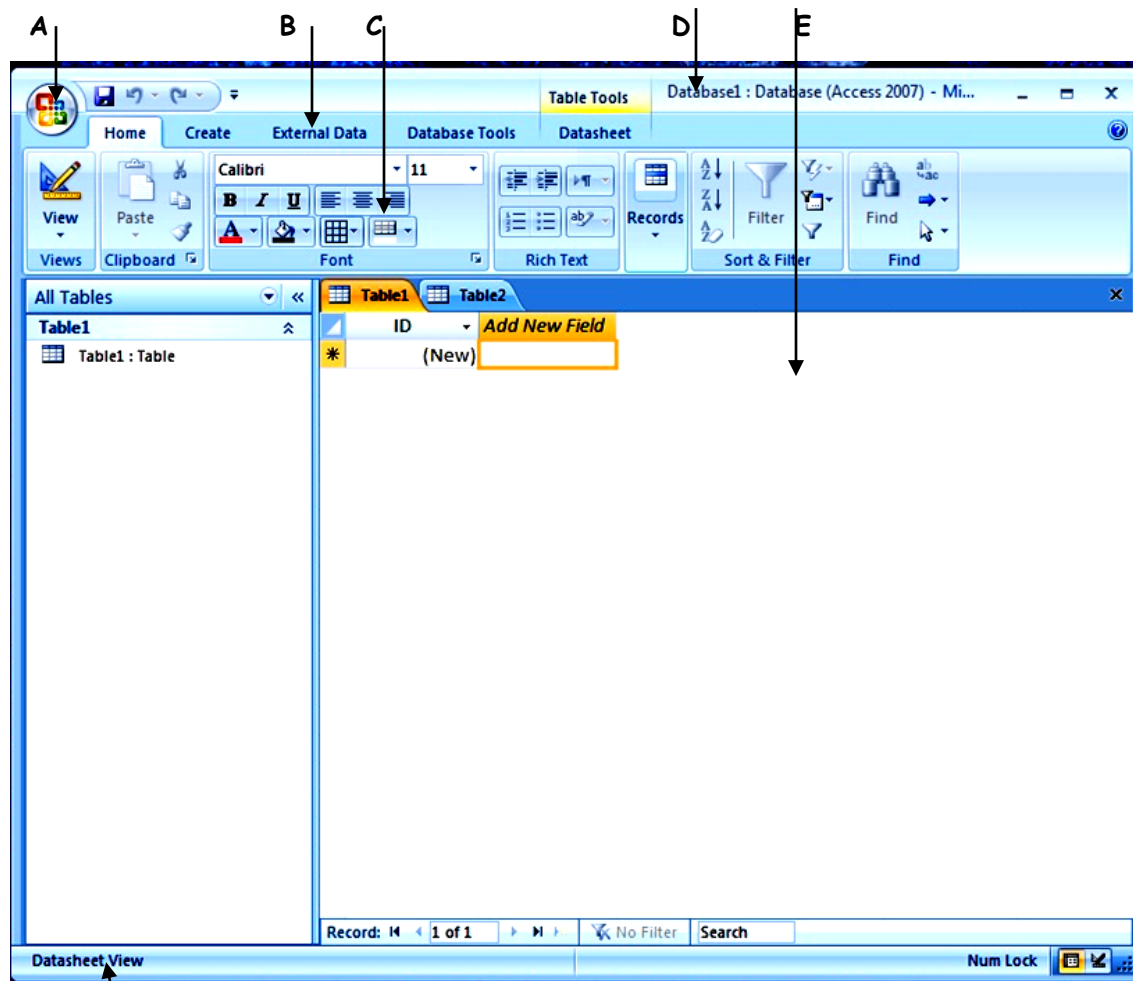 A B C D E
Table Tools Database1 : Database (Access 2007) - Mi...
Home Create External Data Database Tools Datasheet
Calibri 11
B I U
View Paste Records Filter Find
Views Clipboard Font Rich Text Sort & Filter Find
All Tables Table1 Table2
Table1 ID Add New Field
Table1 : Table (New)
Record: 1 of 1 No Filter Search
Datasheet View Num Lock